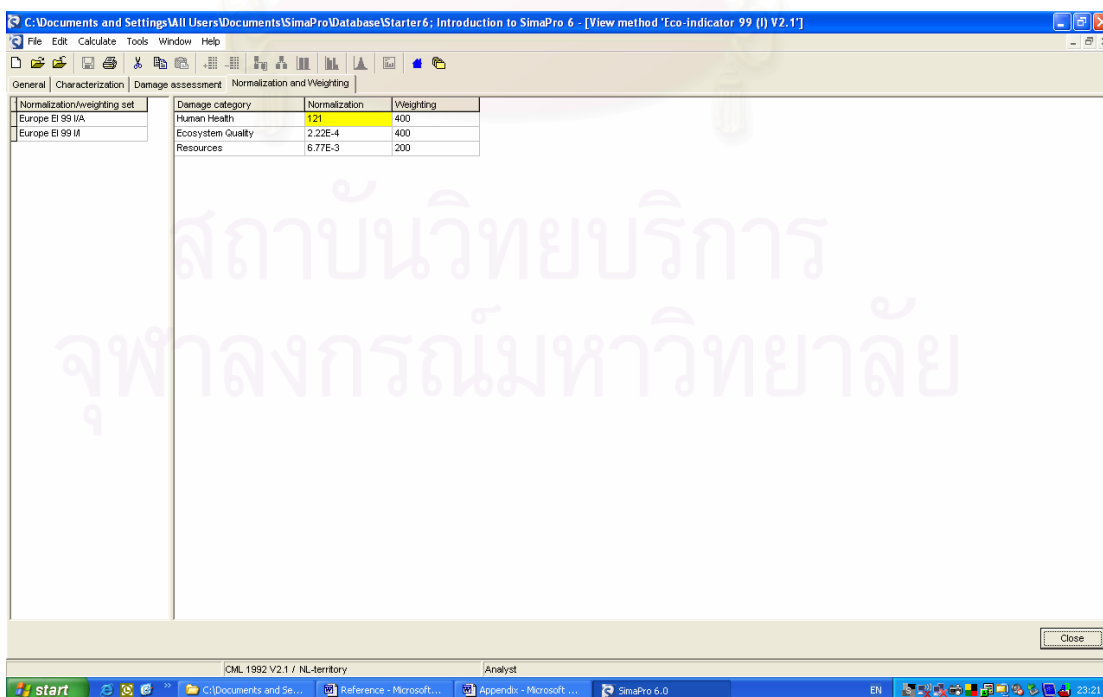 C:\Documents and Settings\All Users\Documents\SimaPro\Database\Starter6; Introduction to SimaPro 6 - [View method 'Eco-indicator 99 (I) V2.1']
File Edit Calculate Tools Window Help
General Characterization Damage assessment Normalization and Weighting
Normalization/weighting set Damage category Normalization Weighting
Europe EI 99 I/A Human Health 121 400
Europe EI 99 I/I Ecosystem Quality 2.22E-4 400
Resources 6.77E-3 200
สถาบันวิทยบริการ
จุฬาลงกรณ์มหาวิทยาลัย
Close
CML 1992 V2.1 / NL-territory Analyst
start C:\Documents and Se... Reference - Microsoft... Appendix - Microsoft ... SimaPro 6.0 EN 23:21